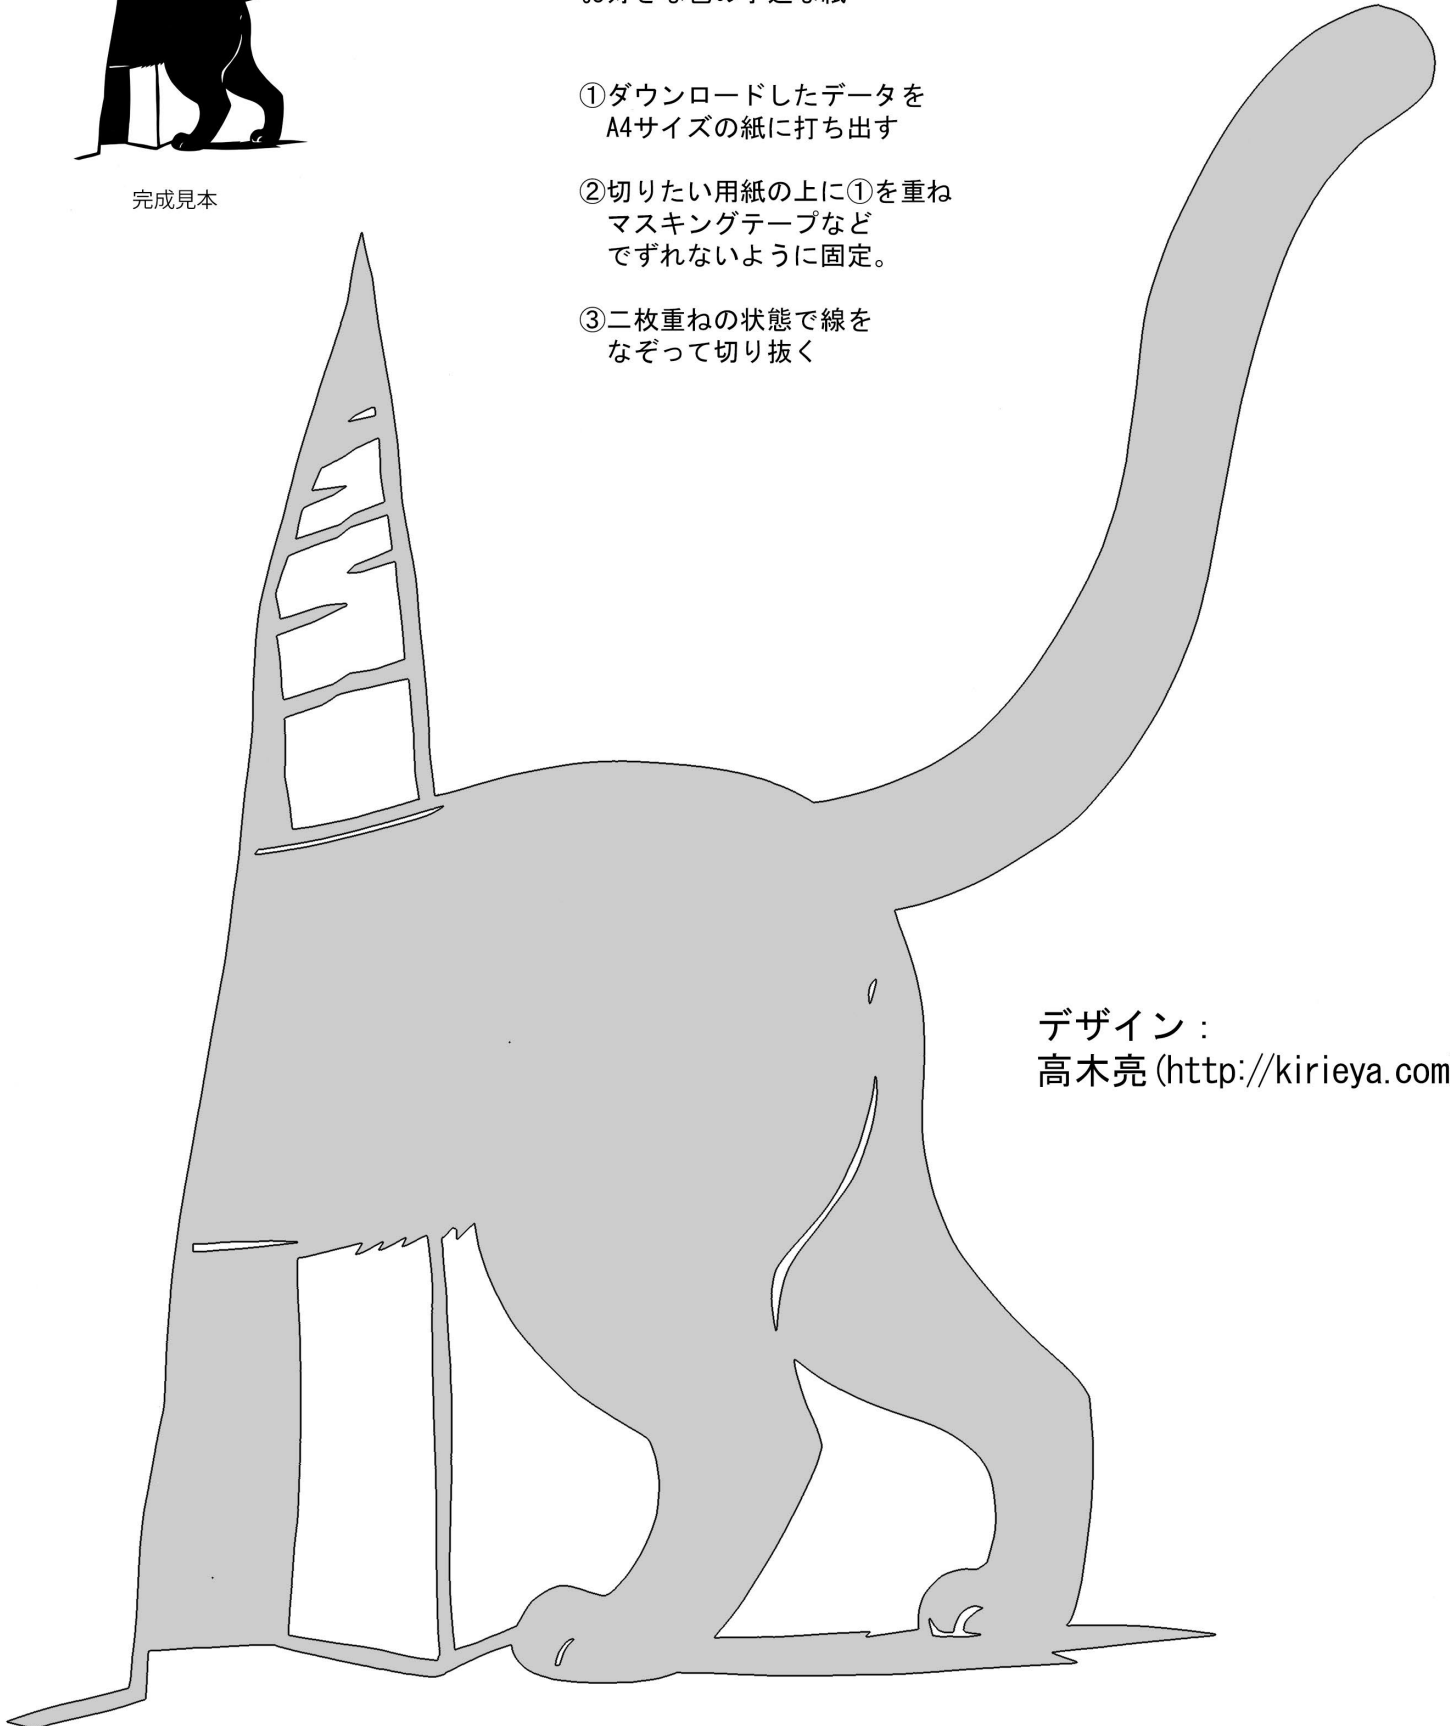 ①ダウンロードしたデータを
A4サイズの紙に打ち出す
②切りたい用紙の上に①を重ね
マスキングテープなど
でずれないように固定。
③二枚重ねの状態で線を
なぞって切り抜く
完成見本
デザイン：
高木亮(http://kirieya.com